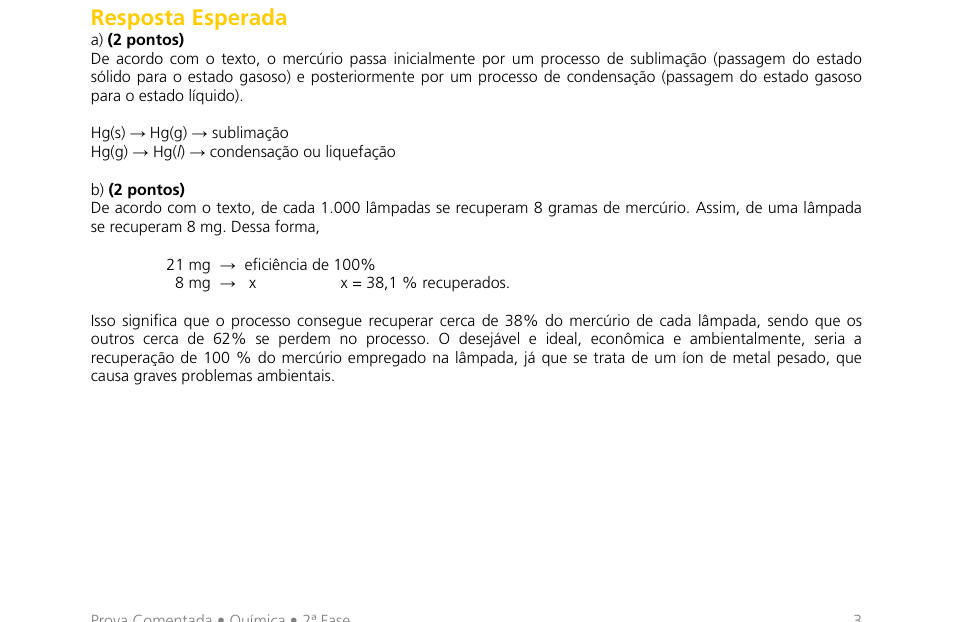 Resposta Esperada
a) (2 pontos)
De acordo com o texto, o mercúrio passa inicialmente por um processo de sublimação (passagem do estado
sólido para o estado gasoso) e posteriormente por um processo de condensação (passagem do estado gasoso
para o estado líquido).
Hg(s) → Hg(g) → sublimação
Hg(g) → Hg(l) → condensação ou liquefação
b) (2 pontos)
De acordo com o texto, de cada 1.000 lâmpadas se recuperam 8 gramas de mercúrio. Assim, de uma lâmpada
se recuperam 8 mg. Dessa forma,
21 mg → eficiência de 100%
8 mg → x x = 38,1 % recuperados.
Isso significa que o processo consegue recuperar cerca de 38% do mercúrio de cada lâmpada, sendo que os
outros cerca de 62% se perdem no processo. O desejável e ideal, econômica e ambientalmente, seria a
recuperação de 100 % do mercúrio empregado na lâmpada, já que se trata de um íon de metal pesado, que
causa graves problemas ambientais.
Prova Comentada • Química • 2ª Fase 3